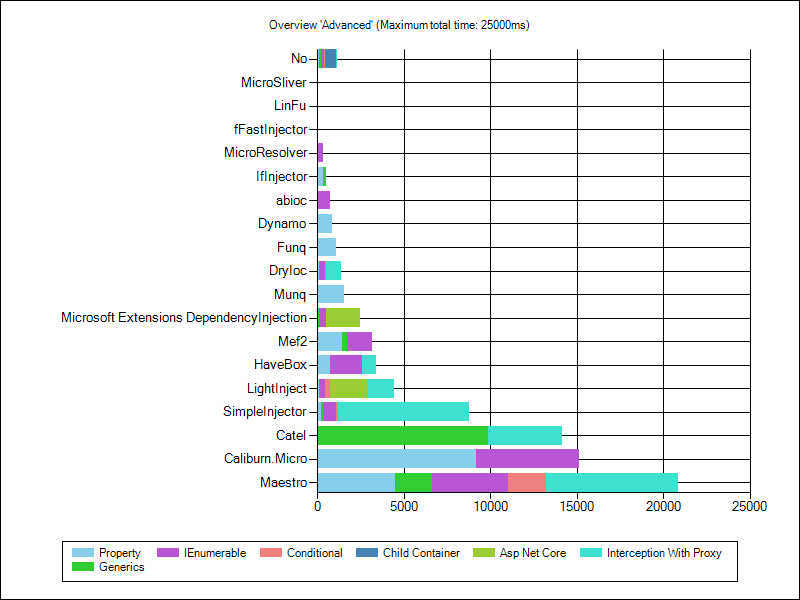 Overview 'Advanced' (Maximum total time: 25000ms)
No
MicroSliver
LinFu
fFastInjector
MicroResolver
IfInjector
abioc
Dynamo
Funq
DryIoc
Munq
Microsoft Extensions DependencyInjection
Mef2
HaveBox
LightInject
SimpleInjector
Catel
Caliburn.Micro
Maestro
0 5000 10000 15000 20000 25000
Property IEnumerable Conditional Child Container Asp Net Core Interception With Proxy
Generics